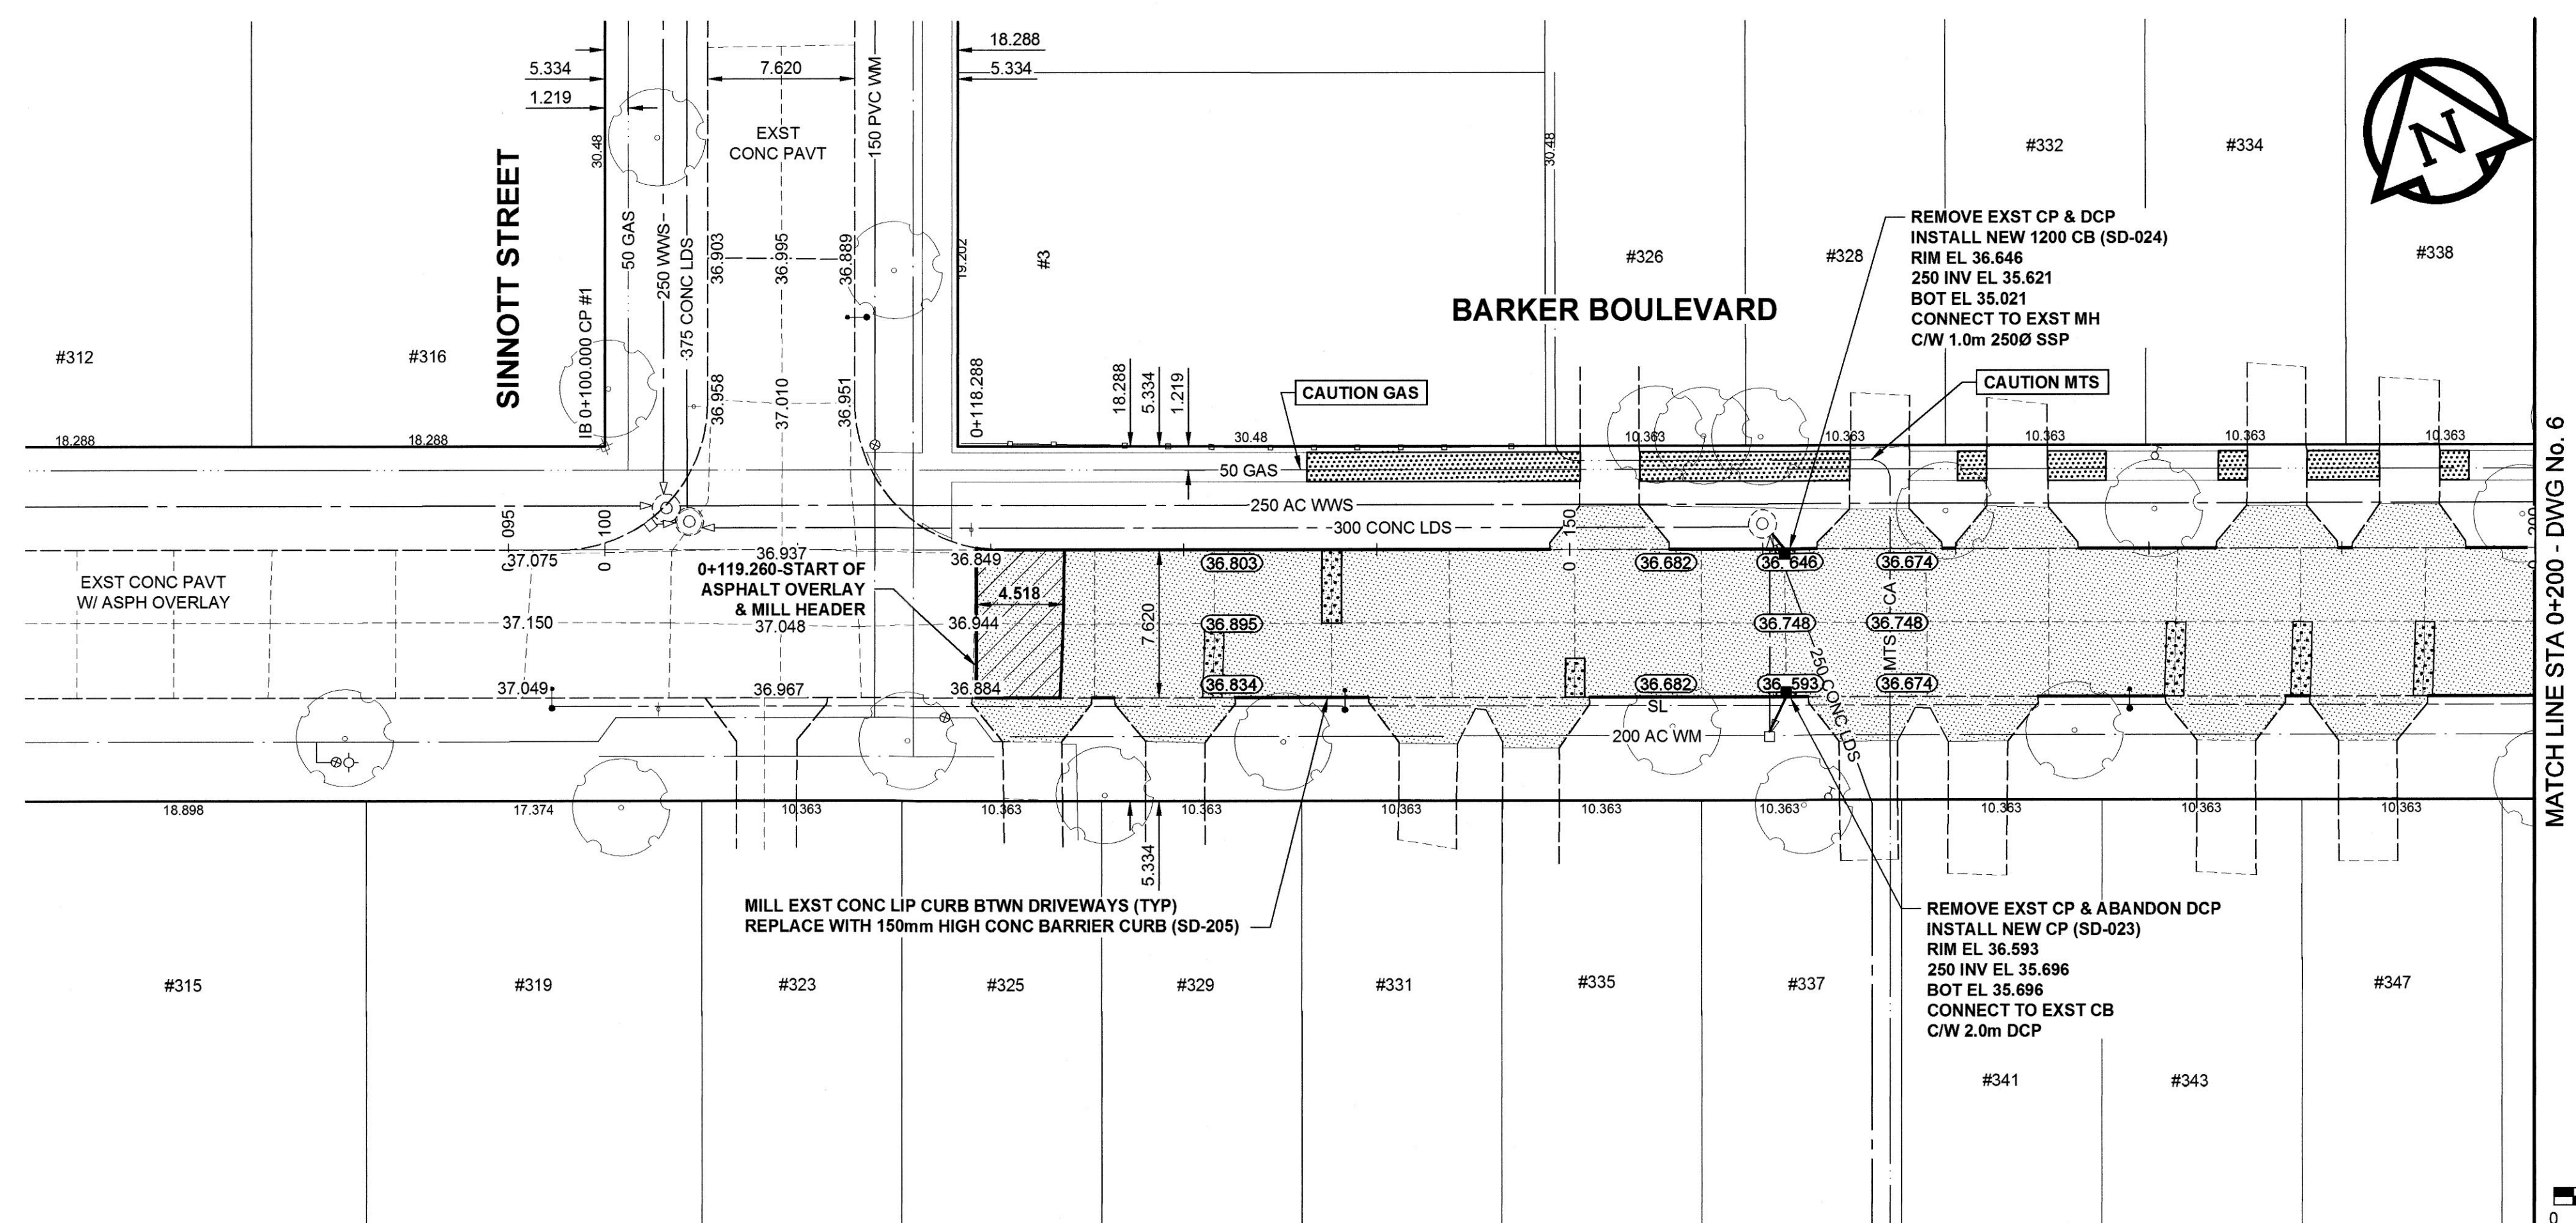 18.288
5.334
7.620
5.334
1.219
150 PVC WM
EXST
CONC PAVT
30.48
30.48
N
#332
#334
SINNOTT STREET
50 GAS
250 WWS
375 CONC LDS
36.903
36.995
36.889
19.202
#3
#326
#328
#338
REMOVE EXST CP & DCP
INSTALL NEW 1200 CB (SD-024)
RIM EL 36.646
250 INV EL 35.621
BOT EL 35.021
CONNECT TO EXST MH
C/W 1.0m 250Ø SSP
BARKER BOULEVARD
#312
#316
IB 0+100.000 CP #1
36.958
37.010
36.951
0+118.288
18.288
5.334
1.219
CAUTION GAS
CAUTION MTS
18.288
18.288
30.48
10.363
10.363
10.363
10.363
10.363
50 GAS
250 AC WWS
300 CONC LDS
0 095
0 100
0 150
0 200
MATCH LINE STA 0+200 - DWG No. 6
37.075
36.937
36.849
36.803
36.682
36.646
36.674
EXST CONC PAVT
W/ ASPH OVERLAY
0+119.260-START OF
ASPHALT OVERLAY
& MILL HEADER
4.518
7.620
37.150
37.048
36.944
36.895
36.748
36.748
MTS
CA
250 CONC LDS
37.049
36.967
36.884
36.834
36.682
36.593
36.674
SL
200 AC WM
18.898
17.374
10.363
10.363
10.363
10.363
10.363
10.363
10.363
10.363
10.363
5.334
MILL EXST CONC LIP CURB BTWN DRIVEWAYS (TYP)
REPLACE WITH 150mm HIGH CONC BARRIER CURB (SD-205)
REMOVE EXST CP & ABANDON DCP
INSTALL NEW CP (SD-023)
RIM EL 36.593
250 INV EL 35.696
BOT EL 35.696
CONNECT TO EXST CB
C/W 2.0m DCP
#315
#319
#323
#325
#329
#331
#335
#337
#347
#341
#343
0